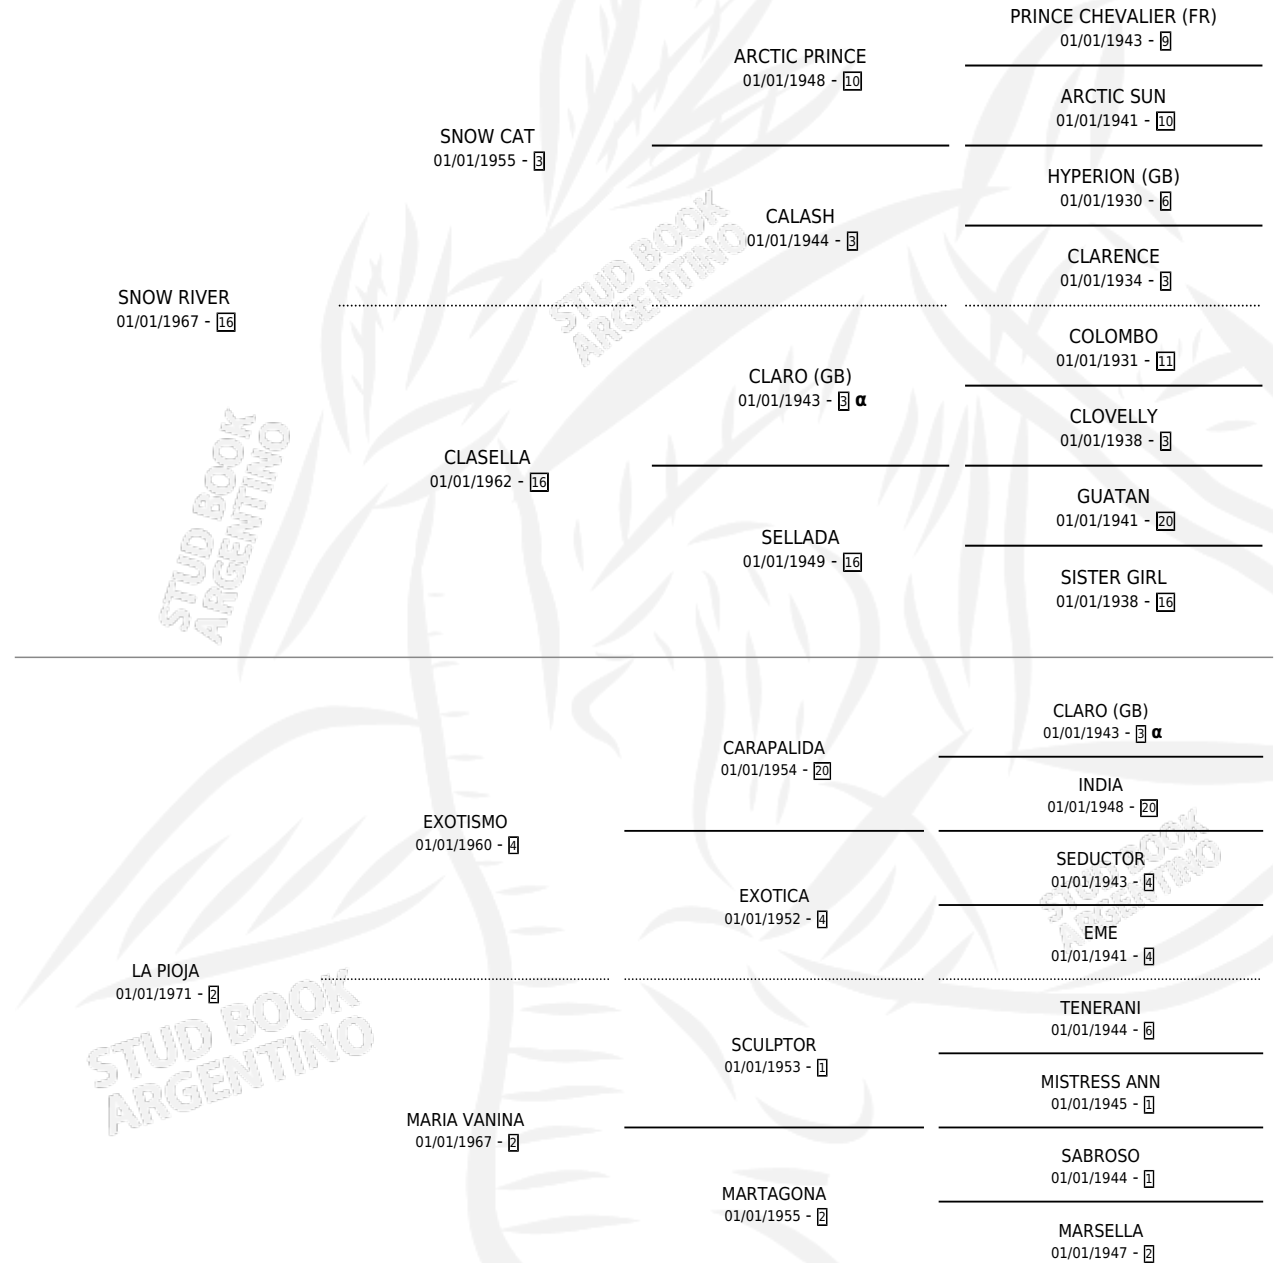 PRINCE CHEVALIER (FR)
01/01/1943 - 9
ARCTIC PRINCE
01/01/1948 - 10
ARCTIC SUN
01/01/1941 - 10
SNOW CAT
01/01/1955 - 3
HYPERION (GB)
01/01/1930 - 6
CALASH
01/01/1944 - 3
CLARENCE
01/01/1934 - 3
SNOW RIVER
01/01/1967 - 16
COLOMBO
01/01/1931 - 11
CLARO (GB)
01/01/1943 - 3 α
CLOVELLY
01/01/1938 - 3
CLASELLA
01/01/1962 - 16
GUATAN
01/01/1941 - 20
SELLADA
01/01/1949 - 16
SISTER GIRL
01/01/1938 - 16
CLARO (GB)
01/01/1943 - 3 α
CARAPALIDA
01/01/1954 - 20
INDIA
01/01/1948 - 20
EXOTISMO
01/01/1960 - 4
SEDUCTOR
01/01/1943 - 4
EXOTICA
01/01/1952 - 4
EME
01/01/1941 - 4
LA PIOJA
01/01/1971 - 2
TENERANI
01/01/1944 - 6
SCULPTOR
01/01/1953 - 1
MISTRESS ANN
01/01/1945 - 1
MARIA VANINA
01/01/1967 - 2
SABROSO
01/01/1944 - 1
MARTAGONA
01/01/1955 - 2
MARSELLA
01/01/1947 - 2
STUD BOOK
ARGENTINO
STUD BOOK
ARGENTINO
STUD BOOK
ARGENTINO
STUD BOOK
ARGENTINO